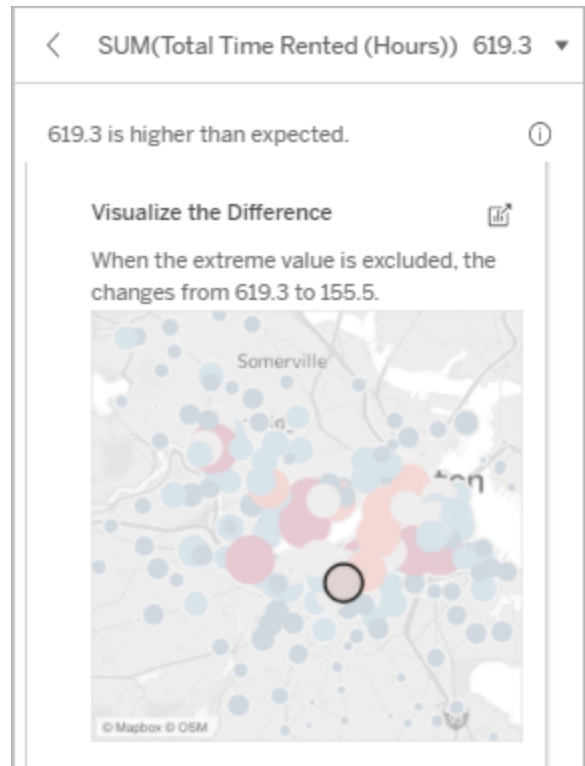 SUM(Total Time Rented (Hours)) 619.3
619.3 is higher than expected.
Visualize the Difference
When the extreme value is excluded, the
changes from 619.3 to 155.5.
Somerville
ton
© Mapbox © OSM